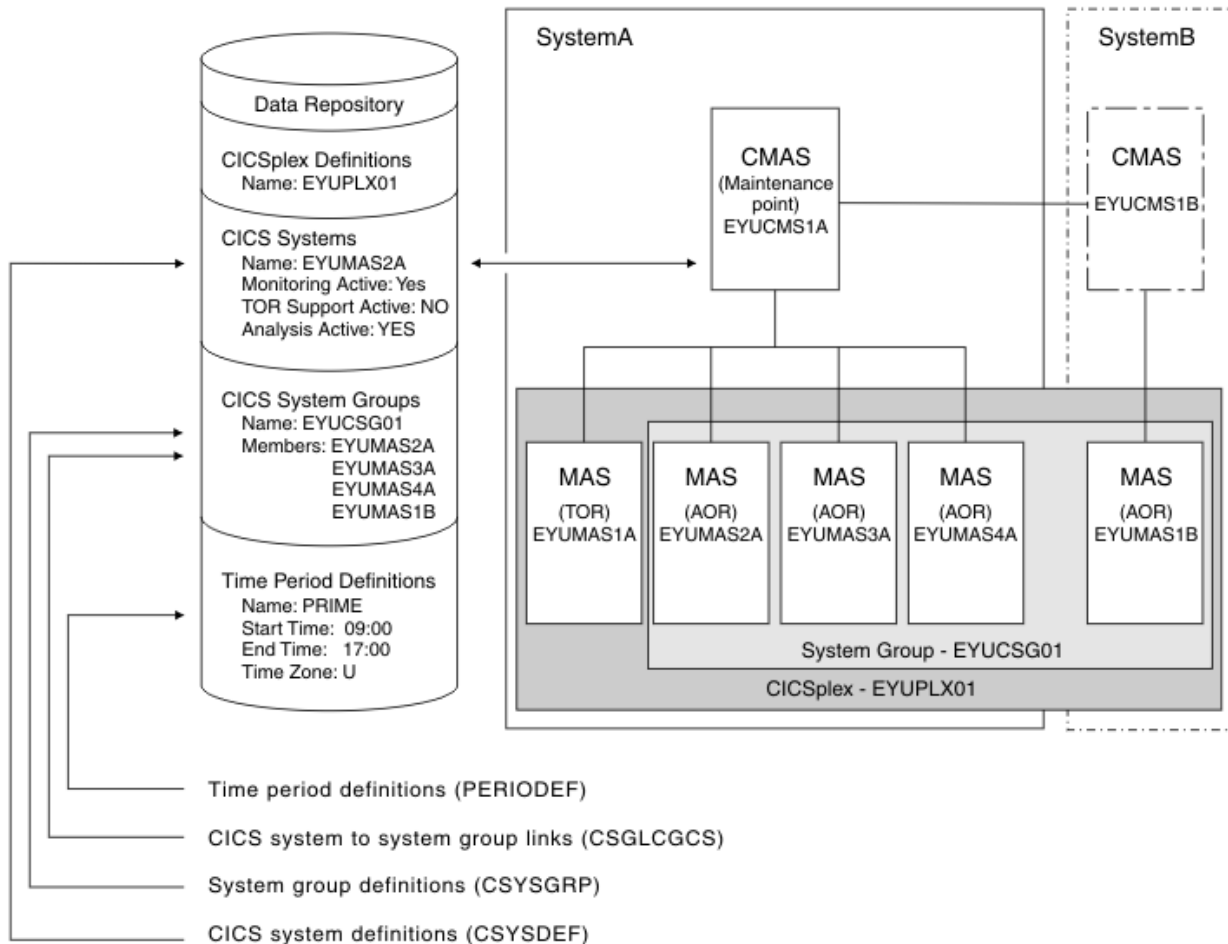 Data Repository
CICSplex Definitions
Name: EYUPLX01
CICS Systems
Name: EYUMAS2A
Monitoring Active: Yes
TOR Support Active: NO
Analysis Active: YES
CICS System Groups
Name: EYUCSG01
Members: EYUMAS2A
EYUMAS3A
EYUMAS4A
EYUMAS1B
Time Period Definitions
Name: PRIME
Start Time: 09:00
End Time: 17:00
Time Zone: U
SystemA
CMAS
(Maintenance
point)
EYUCMS1A
SystemB
CMAS
EYUCMS1B
MAS
(TOR)
EYUMAS1A
MAS
(AOR)
EYUMAS2A
MAS
(AOR)
EYUMAS3A
MAS
(AOR)
EYUMAS4A
MAS
(AOR)
EYUMAS1B
System Group - EYUCSG01
CICSplex - EYUPLX01
Time period definitions (PERIODEF)
CICS system to system group links (CSGLCGCS)
System group definitions (CSYSGRP)
CICS system definitions (CSYSDEF)